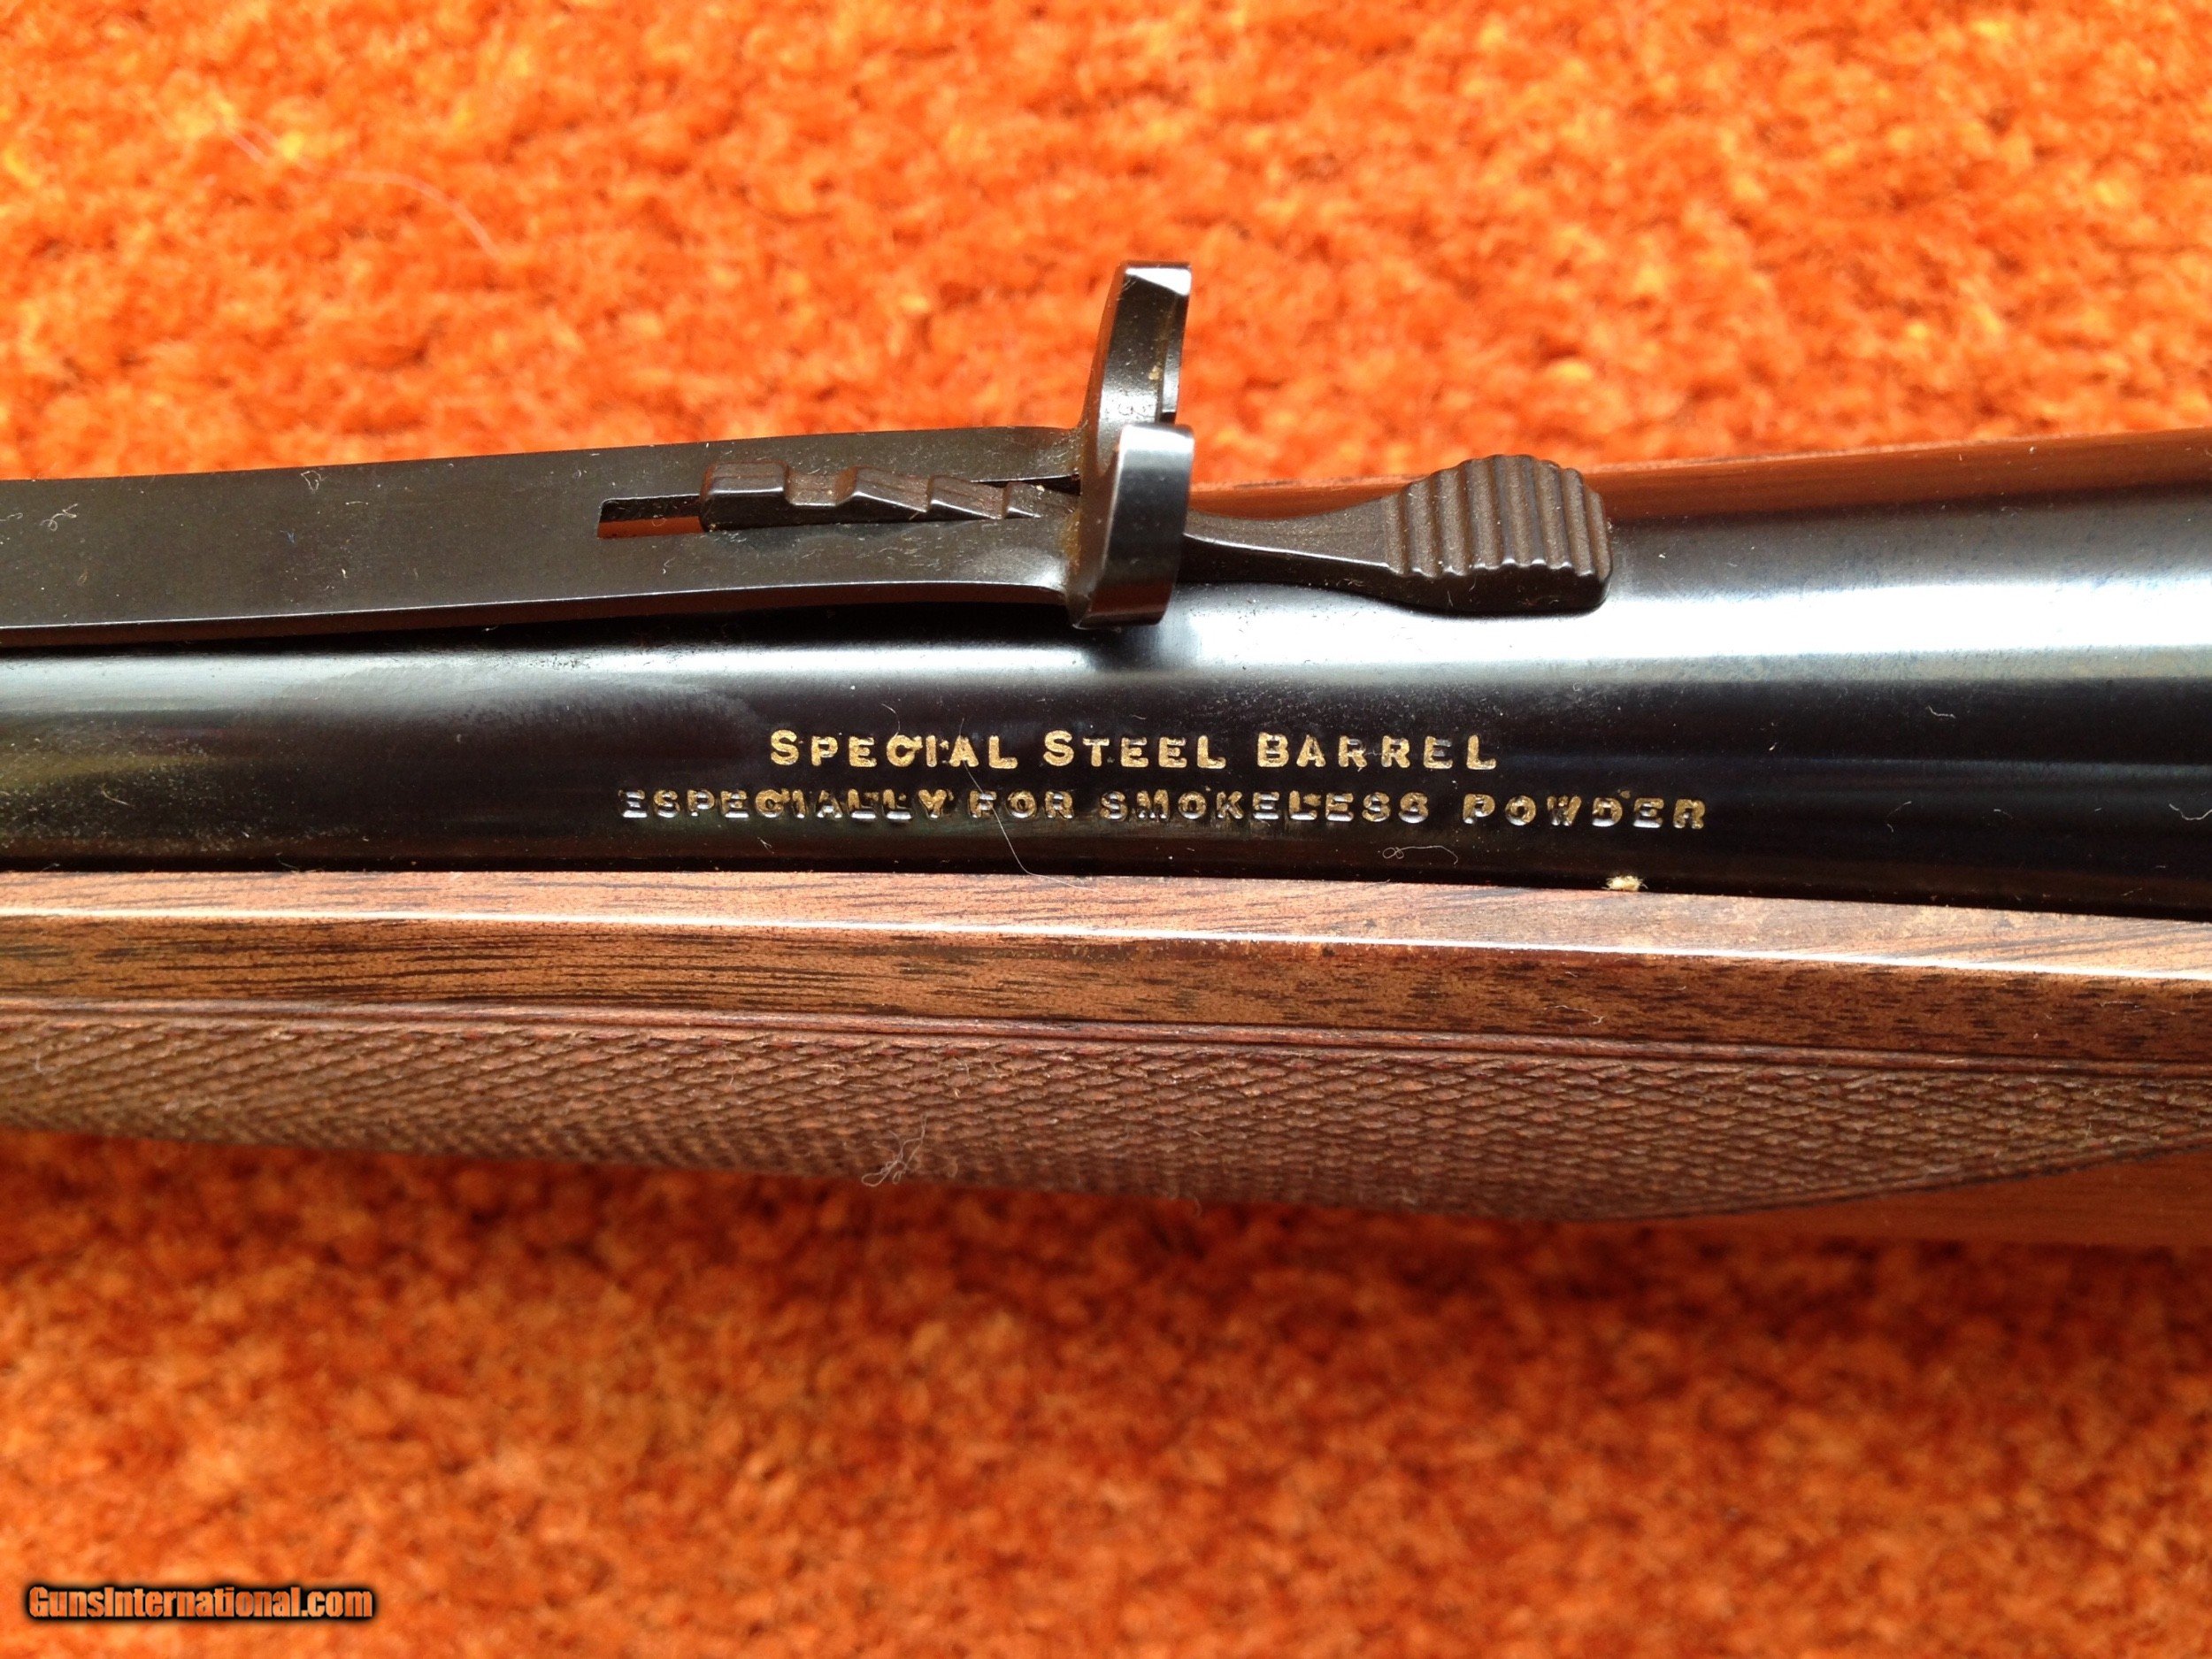 SPECIAL STEEL BARREL
ESPECIALLY FOR SMOKELESS POWDER
GunsInternational.com